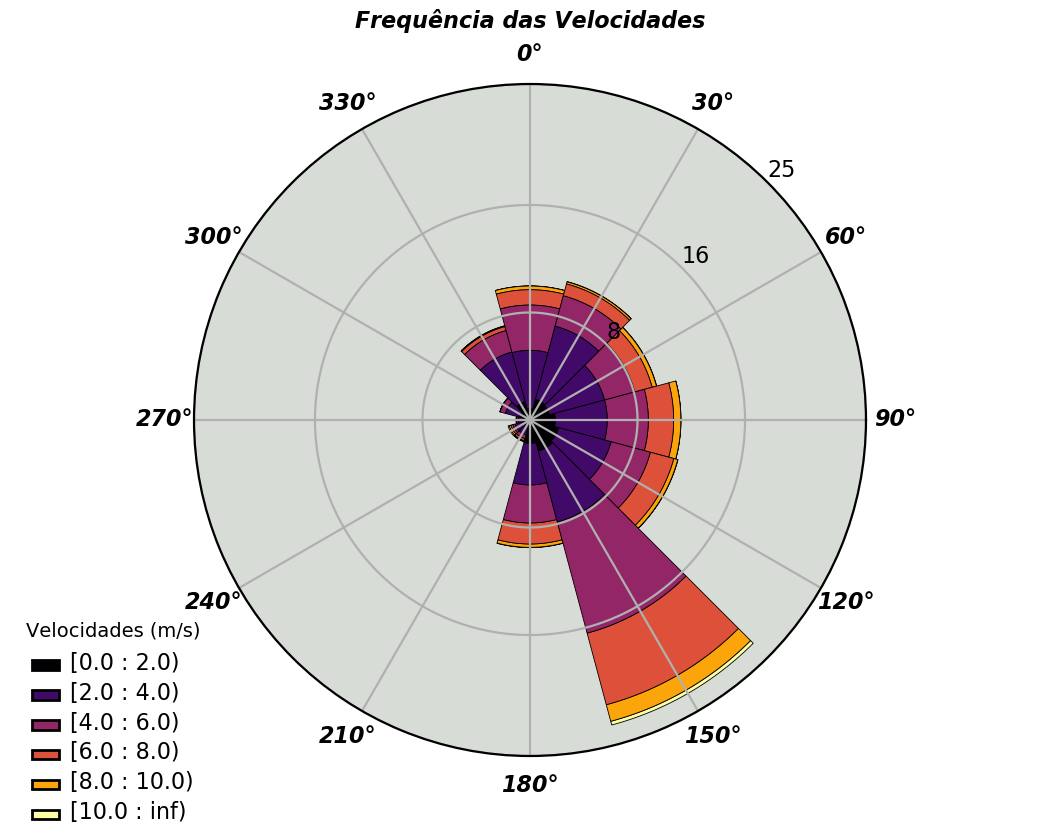 Frequência das Velocidades
0°
330°
30°
25
300°
60°
16
8
270°
90°
240°
120°
210°
150°
180°
Velocidades (m/s)
[0.0 : 2.0)
[2.0 : 4.0)
[4.0 : 6.0)
[6.0 : 8.0)
[8.0 : 10.0)
[10.0 : inf)